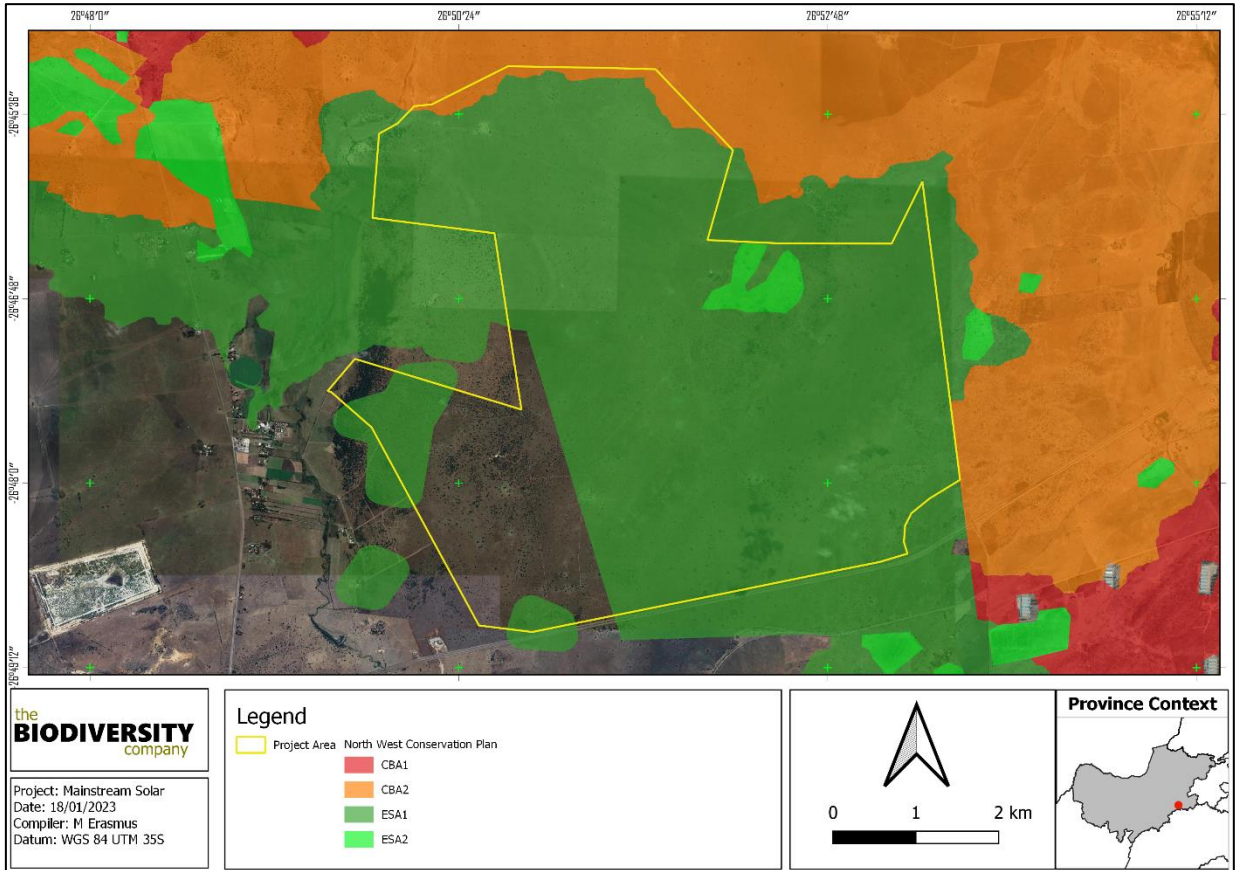 26°48'0"
26°50'24"
26°52'48"
26°55'12"
-26°45'36"
-26°46'48"
-26°48'0"
-26°49'12"
the
BIODIVERSITY
company
Project: Mainstream Solar
Date: 18/01/2023
Compiler: M Erasmus
Datum: WGS 84 UTM 35S
Legend
Project Area
North West Conservation Plan
CBA1
CBA2
ESA1
ESA2
0 1 2 km
Province Context